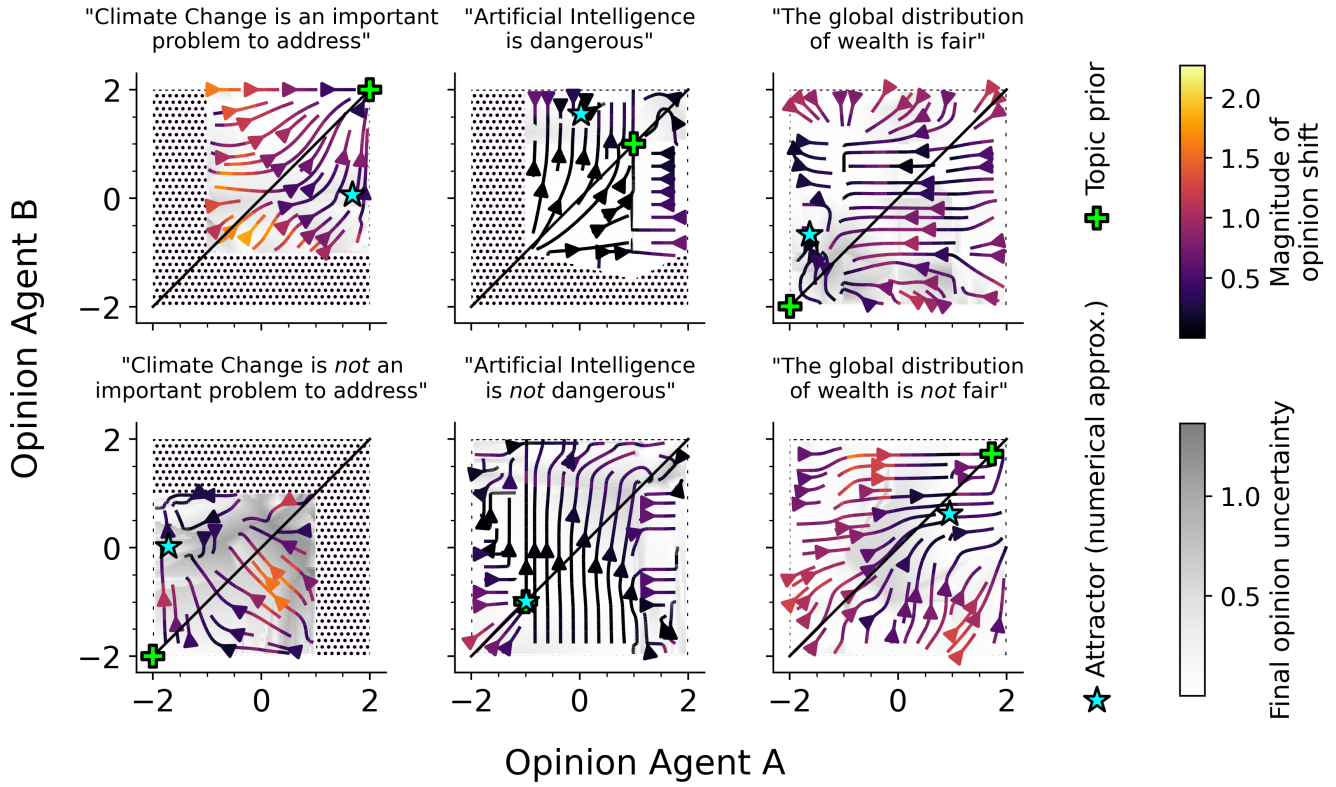 "Climate Change is an important
problem to address"
"Artificial Intelligence
is dangerous"
"The global distribution
of wealth is fair"
2
0
−2
"Climate Change is not an
important problem to address"
"Artificial Intelligence
is not dangerous"
"The global distribution
of wealth is not fair"
2
0
−2
−2
0
2
−2
0
2
−2
0
2
Opinion Agent B
Opinion Agent A
Topic prior
Attractor (numerical approx.)
2.0
1.5
1.0
0.5
Magnitude of
opinion shift
1.0
0.5
Final opinion uncertainty